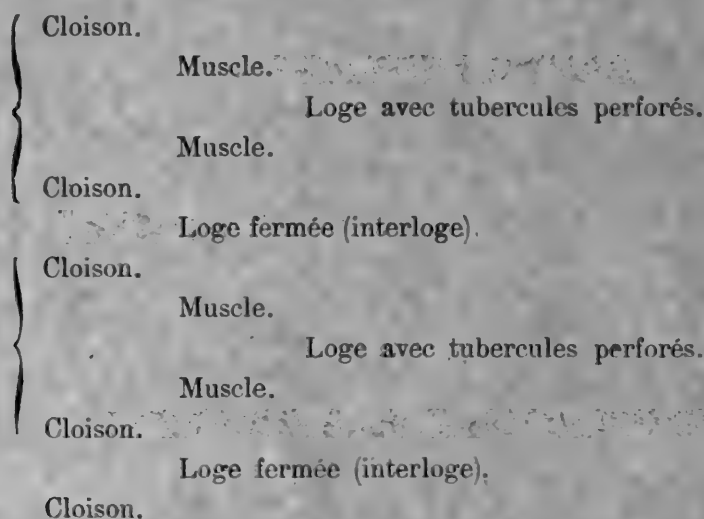 Cloison.
Muscle.
Loge avec tubercules perforés.
Muscle.
Cloison.
Loge fermée (interloge).
Cloison.
Muscle.
Loge avec tubercules perforés.
Muscle.
Cloison.
Loge fermée (interloge).
Cloison.